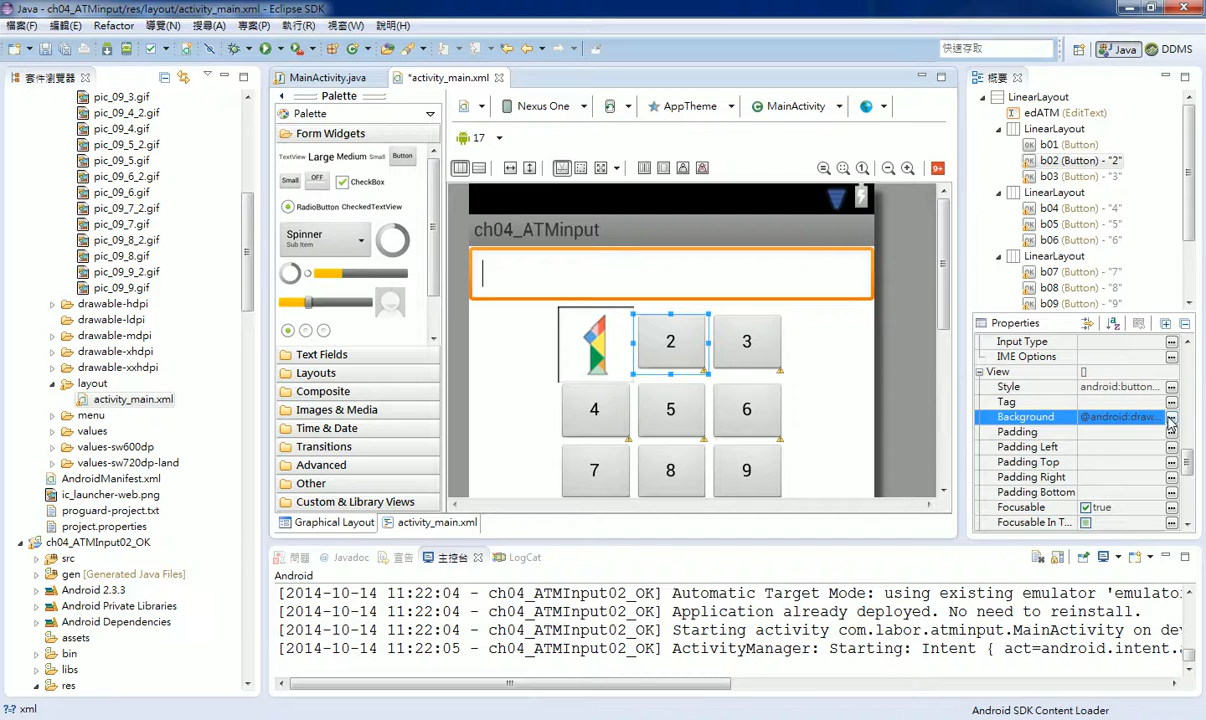 Java - ch04_ATMinput/res/layout/activity_main.xml - Eclipse SDK
檔案(F) 編輯(E) Refactor 導覽(N) 搜尋(A) 專案(P) 執行(R) 視窗(W) 說明(H)
快速存取
Java
DDMS
套件瀏覽器
pic_09_3.gif
pic_09_4_2.gif
pic_09_4.gif
pic_09_5_2.gif
pic_09_5.gif
pic_09_6_2.gif
pic_09_6.gif
pic_09_7_2.gif
pic_09_7.gif
pic_09_8_2.gif
pic_09_8.gif
pic_09_9_2.gif
pic_09_9.gif
drawable-hdpi
drawable-ldpi
drawable-mdpi
drawable-xhdpi
drawable-xxhdpi
layout
activity_main.xml
menu
values
values-sw600dp
values-sw720dp-land
AndroidManifest.xml
ic_launcher-web.png
proguard-project.txt
project.properties
ch04_ATMInput02_OK
src
gen [Generated Java Files]
Android 2.3.3
Android Private Libraries
Android Dependencies
assets
bin
libs
res
MainActivity.java
*activity_main.xml
Palette
Palette
Form Widgets
TextView Large Medium Small Button
Small OFF CheckBox
RadioButton CheckedTextView
Spinner
Sub Item
Text Fields
Layouts
Composite
Images & Media
Time & Date
Transitions
Advanced
Other
Custom & Library Views
Graphical Layout
activity_main.xml
Nexus One
AppTheme
MainActivity
17
9+
ch04_ATMinput
2 3
4 5 6
7 8 9
概要
LinearLayout
edATM (EditText)
LinearLayout
b01 (Button)
b02 (Button) - "2"
b03 (Button) - "3"
LinearLayout
b04 (Button) - "4"
b05 (Button) - "5"
b06 (Button) - "6"
LinearLayout
b07 (Button) - "7"
b08 (Button) - "8"
b09 (Button) - "9"
Properties
Input Type
IME Options
View []
Style android:button...
Tag
Background @android:draw...
Padding
Padding Left
Padding Top
Padding Right
Padding Bottom
Focusable true
Focusable In T...
問題
@ Javadoc
宣告
主控台
LogCat
Android
[2014-10-14 11:22:04 - ch04_ATMInput02_OK] Automatic Target Mode: using existing emulator 'emulato
[2014-10-14 11:22:04 - ch04_ATMInput02_OK] Application already deployed. No need to reinstall.
[2014-10-14 11:22:04 - ch04_ATMInput02_OK] Starting activity com.labor.atminput.MainActivity on dev
[2014-10-14 11:22:05 - ch04_ATMInput02_OK] ActivityManager: Starting: Intent { act=android.intent.a
xml
Android SDK Content Loader